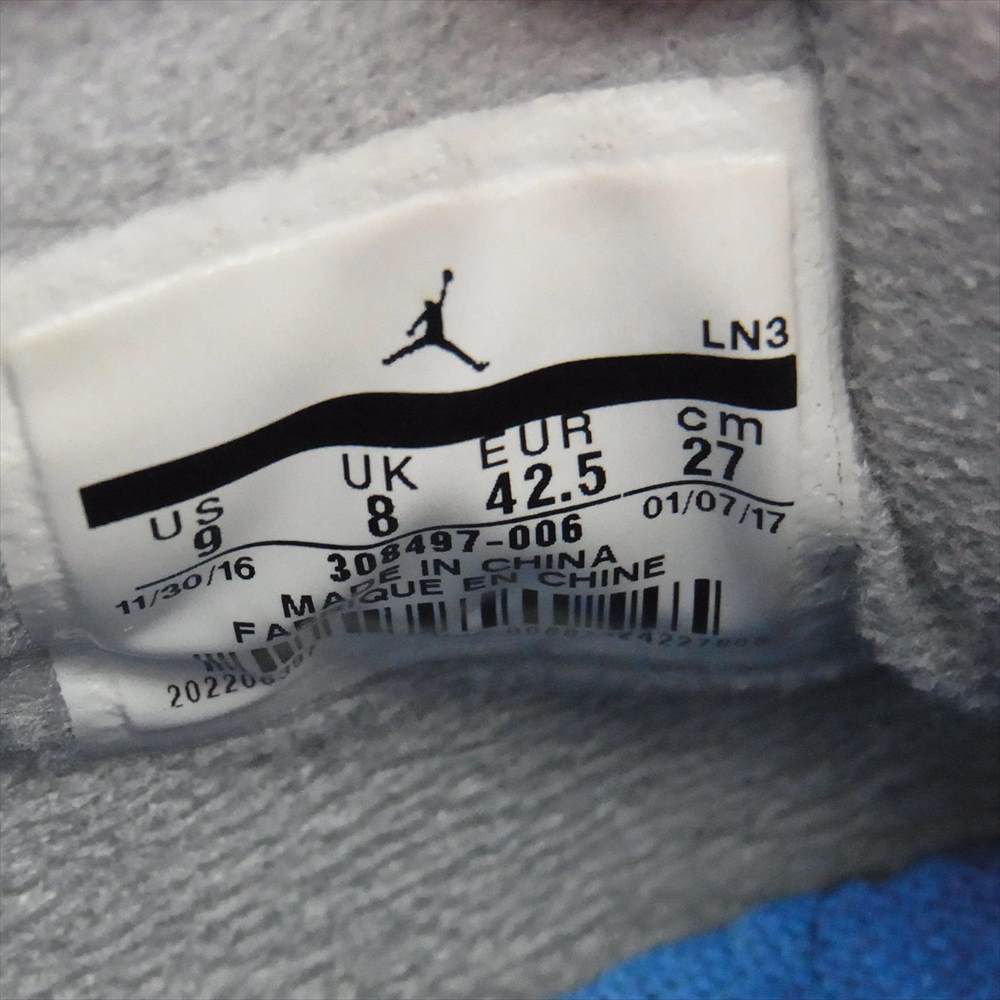 LN3
US UK EUR cm
9 8 42.5 27
11/30/16 308497-006 01/07/17
MADE IN CHINA
EN CHINE